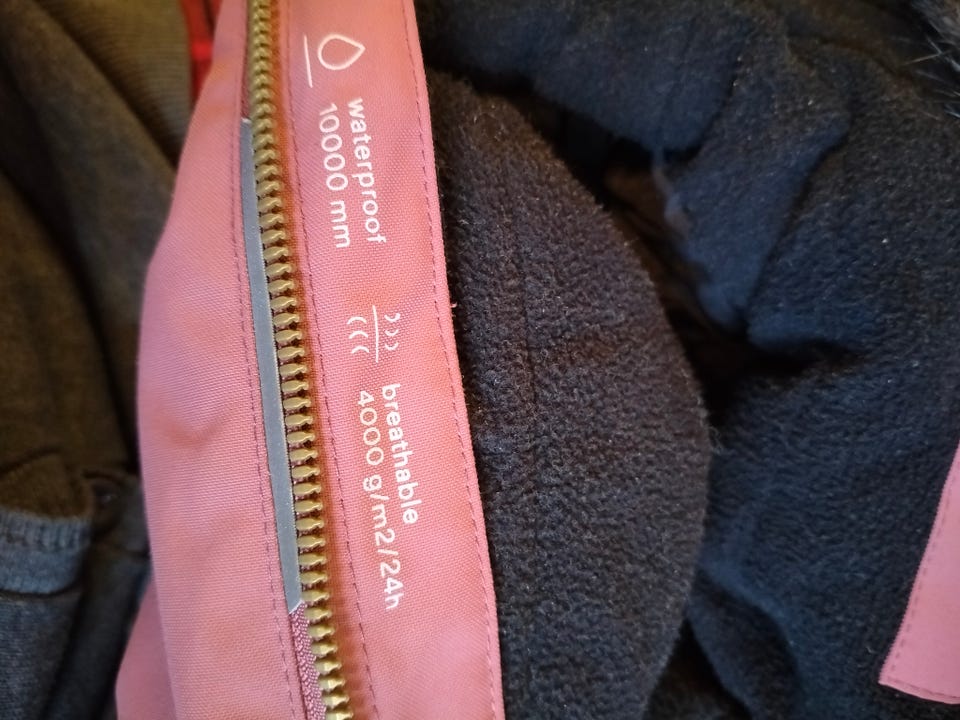 waterproof
10000 mm
breathable
4000 g/m2/24h